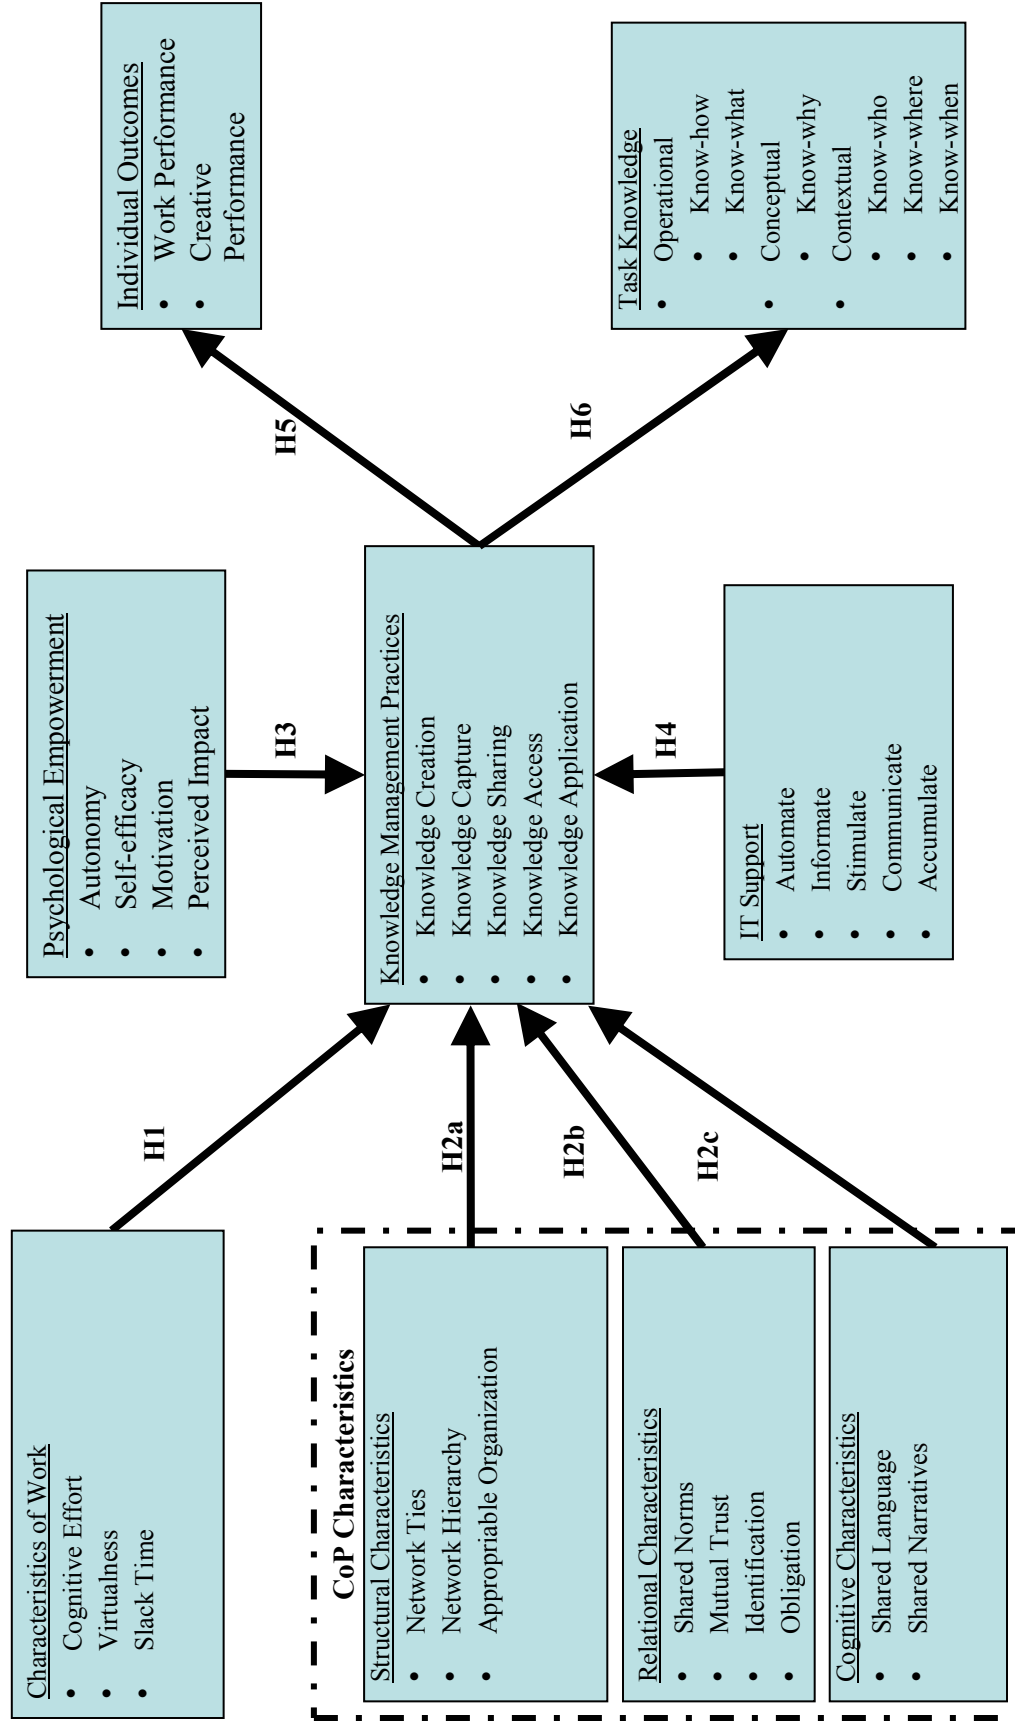 Characteristics of Work
• Cognitive Effort
• Virtualness
• Slack Time
CoP Characteristics
Structural Characteristics
• Network Ties
• Network Hierarchy
• Appropriable Organization
Relational Characteristics
• Shared Norms
• Mutual Trust
• Identification
• Obligation
Cognitive Characteristics
• Shared Language
• Shared Narratives
H1
H2a
H2b
H2c
Psychological Empowerment
• Autonomy
• Self-efficacy
• Motivation
• Perceived Impact
H3
Knowledge Management Practices
• Knowledge Creation
• Knowledge Capture
• Knowledge Sharing
• Knowledge Access
• Knowledge Application
H4
IT Support
• Automate
• Informate
• Stimulate
• Communicate
• Accumulate
H5
H6
Individual Outcomes
• Work Performance
• Creative
Performance
Task Knowledge
• Operational
• Know-how
• Know-what
• Conceptual
• Know-why
• Contextual
• Know-who
• Know-where
• Know-when